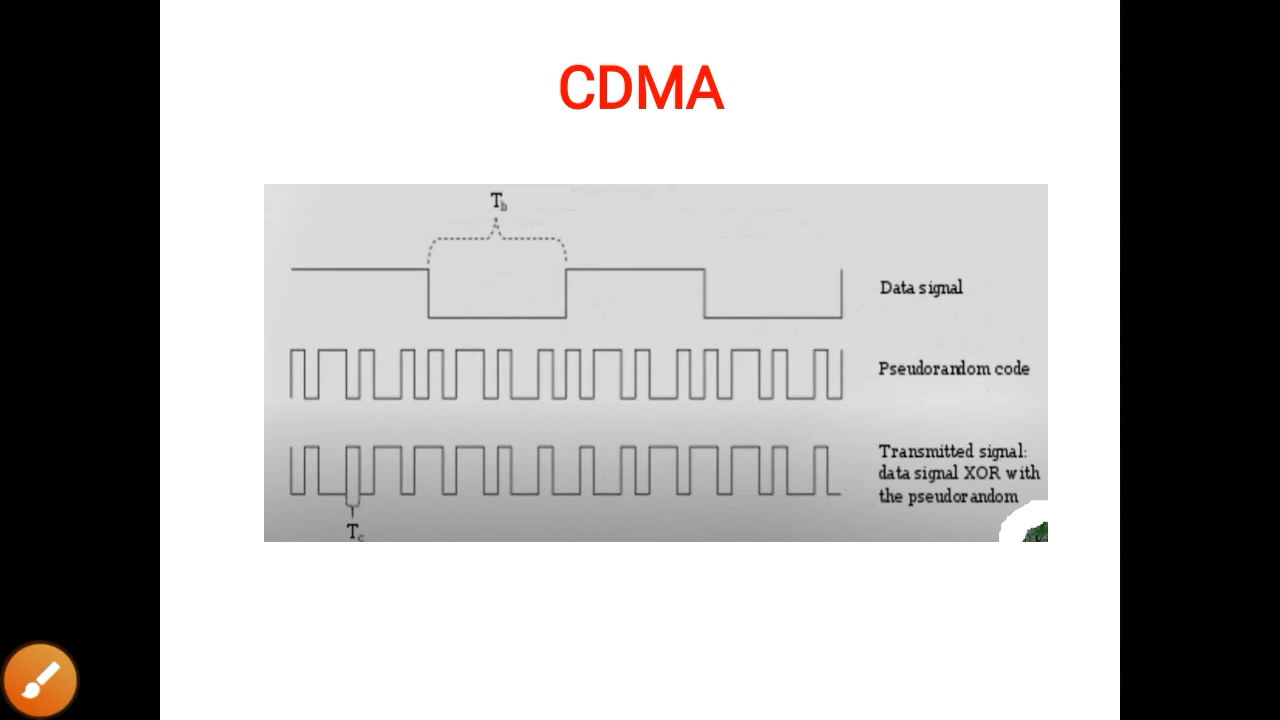 CDMA
Tb
Data signal
Pseudorandom code
Transmitted signal:
data signal XOR with
the pseudorandom
Tc